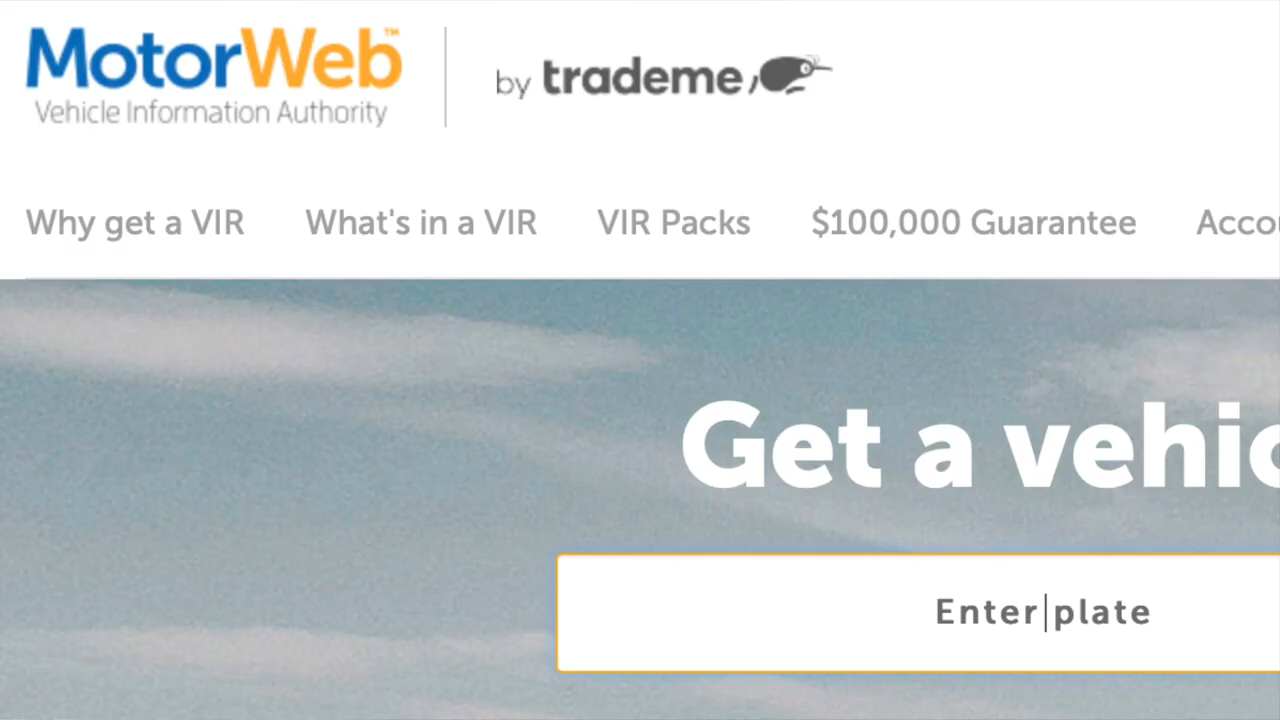 MotorWeb™
Vehicle Information Authority
by trademe
Why get a VIR What's in a VIR VIR Packs $100,000 Guarantee Acco
Get a vehic
Enter plate